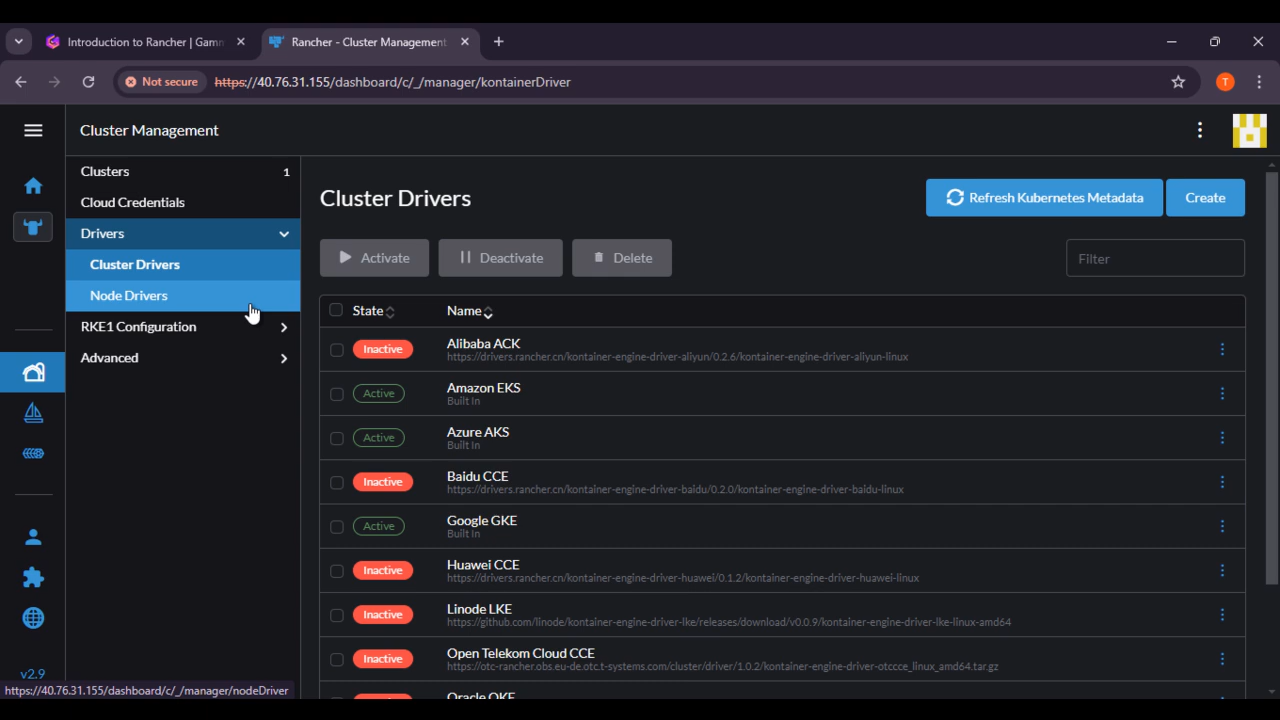 Introduction to Rancher | Gamm
Rancher - Cluster Management
Not secure https://40.76.31.155/dashboard/c/_/manager/kontainerDriver
T
Cluster Management
Clusters 1
Cloud Credentials
Drivers
Cluster Drivers
Node Drivers
RKE1 Configuration
Advanced
v2.9
https://40.76.31.155/dashboard/c/_/manager/nodeDriver
Cluster Drivers
Refresh Kubernetes Metadata Create
Activate Deactivate Delete Filter
State Name
Inactive Alibaba ACK
https://drivers.rancher.cn/kontainer-engine-driver-aliyun/0.2.6/kontainer-engine-driver-aliyun-linux
Active Amazon EKS
Built In
Active Azure AKS
Built In
Inactive Baidu CCE
https://drivers.rancher.cn/kontainer-engine-driver-baidu/0.2.0/kontainer-engine-driver-baidu-linux
Active Google GKE
Built In
Inactive Huawei CCE
https://drivers.rancher.cn/kontainer-engine-driver-huawei/0.1.2/kontainer-engine-driver-huawei-linux
Inactive Linode LKE
https://github.com/linode/kontainer-engine-driver-lke/releases/download/v0.0.9/kontainer-engine-driver-lke-linux-amd64
Inactive Open Telekom Cloud CCE
https://otc-rancher.obs.eu-de.otc.t-systems.com/cluster/driver/1.0.2/kontainer-engine-driver-otccce_linux_amd64.tar.gz
Oracle OKE